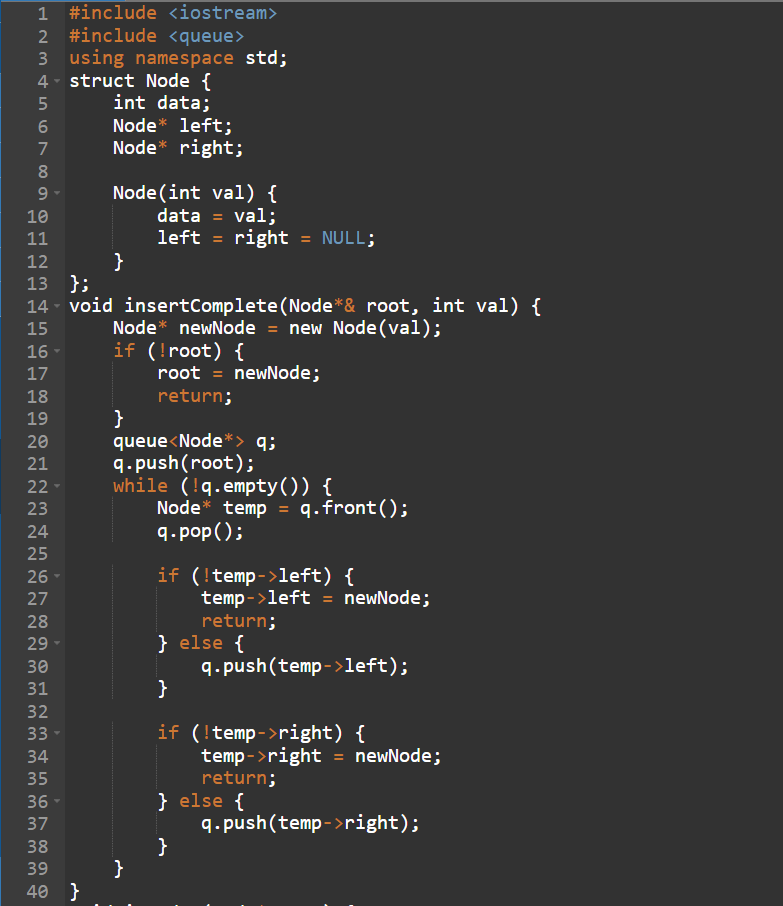 1 #include <iostream>
2 #include <queue>
3 using namespace std;
4 struct Node {
5     int data;
6     Node* left;
7     Node* right;
8
9     Node(int val) {
10         data = val;
11         left = right = NULL;
12     }
13 };
14 void insertComplete(Node*& root, int val) {
15     Node* newNode = new Node(val);
16     if (!root) {
17         root = newNode;
18         return;
19     }
20     queue<Node*> q;
21     q.push(root);
22     while (!q.empty()) {
23         Node* temp = q.front();
24         q.pop();
25
26         if (!temp->left) {
27             temp->left = newNode;
28             return;
29         } else {
30             q.push(temp->left);
31         }
32
33         if (!temp->right) {
34             temp->right = newNode;
35             return;
36         } else {
37             q.push(temp->right);
38         }
39     }
40 }